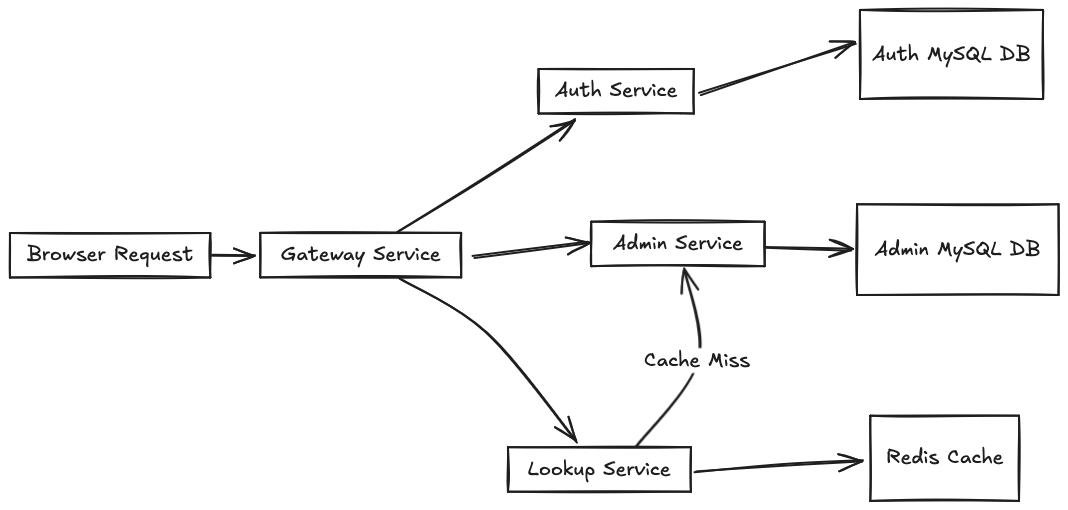 Auth MySQL DB
Auth Service
Browser Request
Gateway Service
Admin Service
Admin MySQL DB
Cache Miss
Lookup Service
Redis Cache